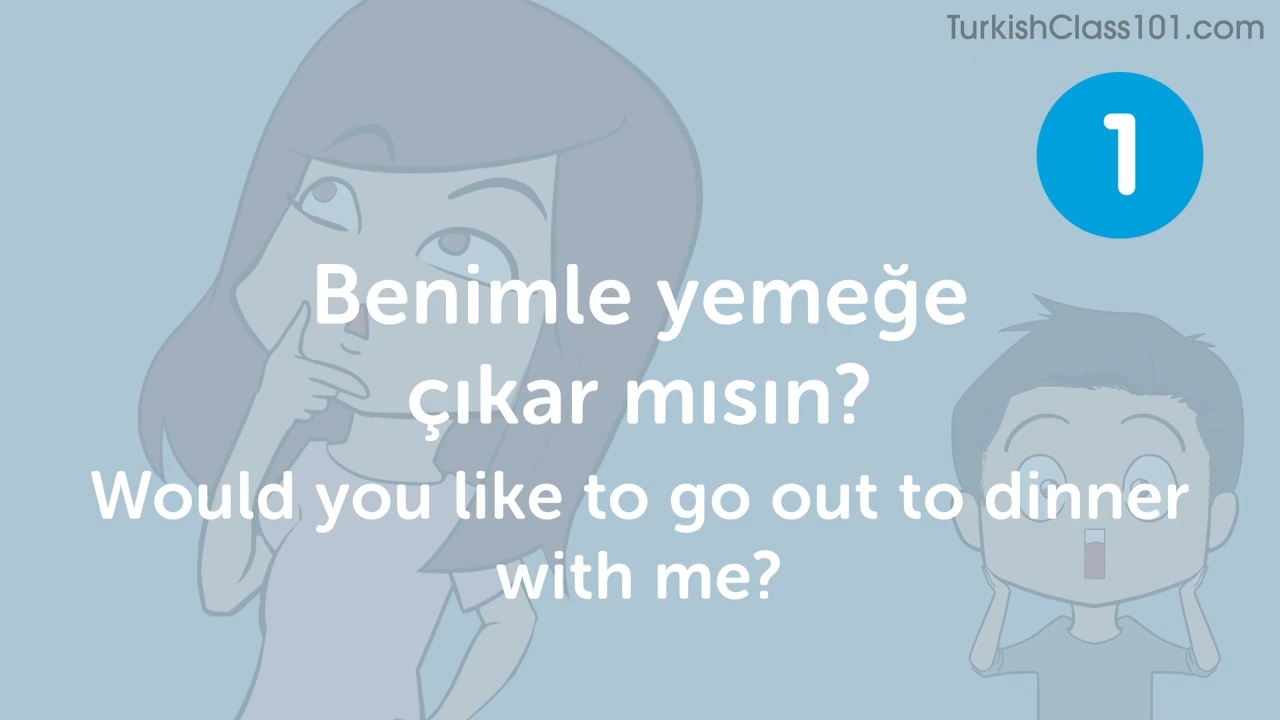 TurkishClass101.com
1
Benimle yemeğe
çıkar mısın?
Would you like to go out to dinner
with me?